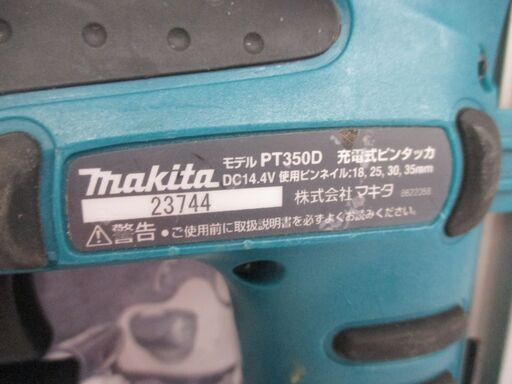 makita
モデル PT350D 充電式ピンタッカ
DC14.4V 使用ピンネイル:18, 25, 30, 35mm
株式会社マキタ
23744
⚠警告・ご使用前に取扱説明書を必ずよくお読みください。